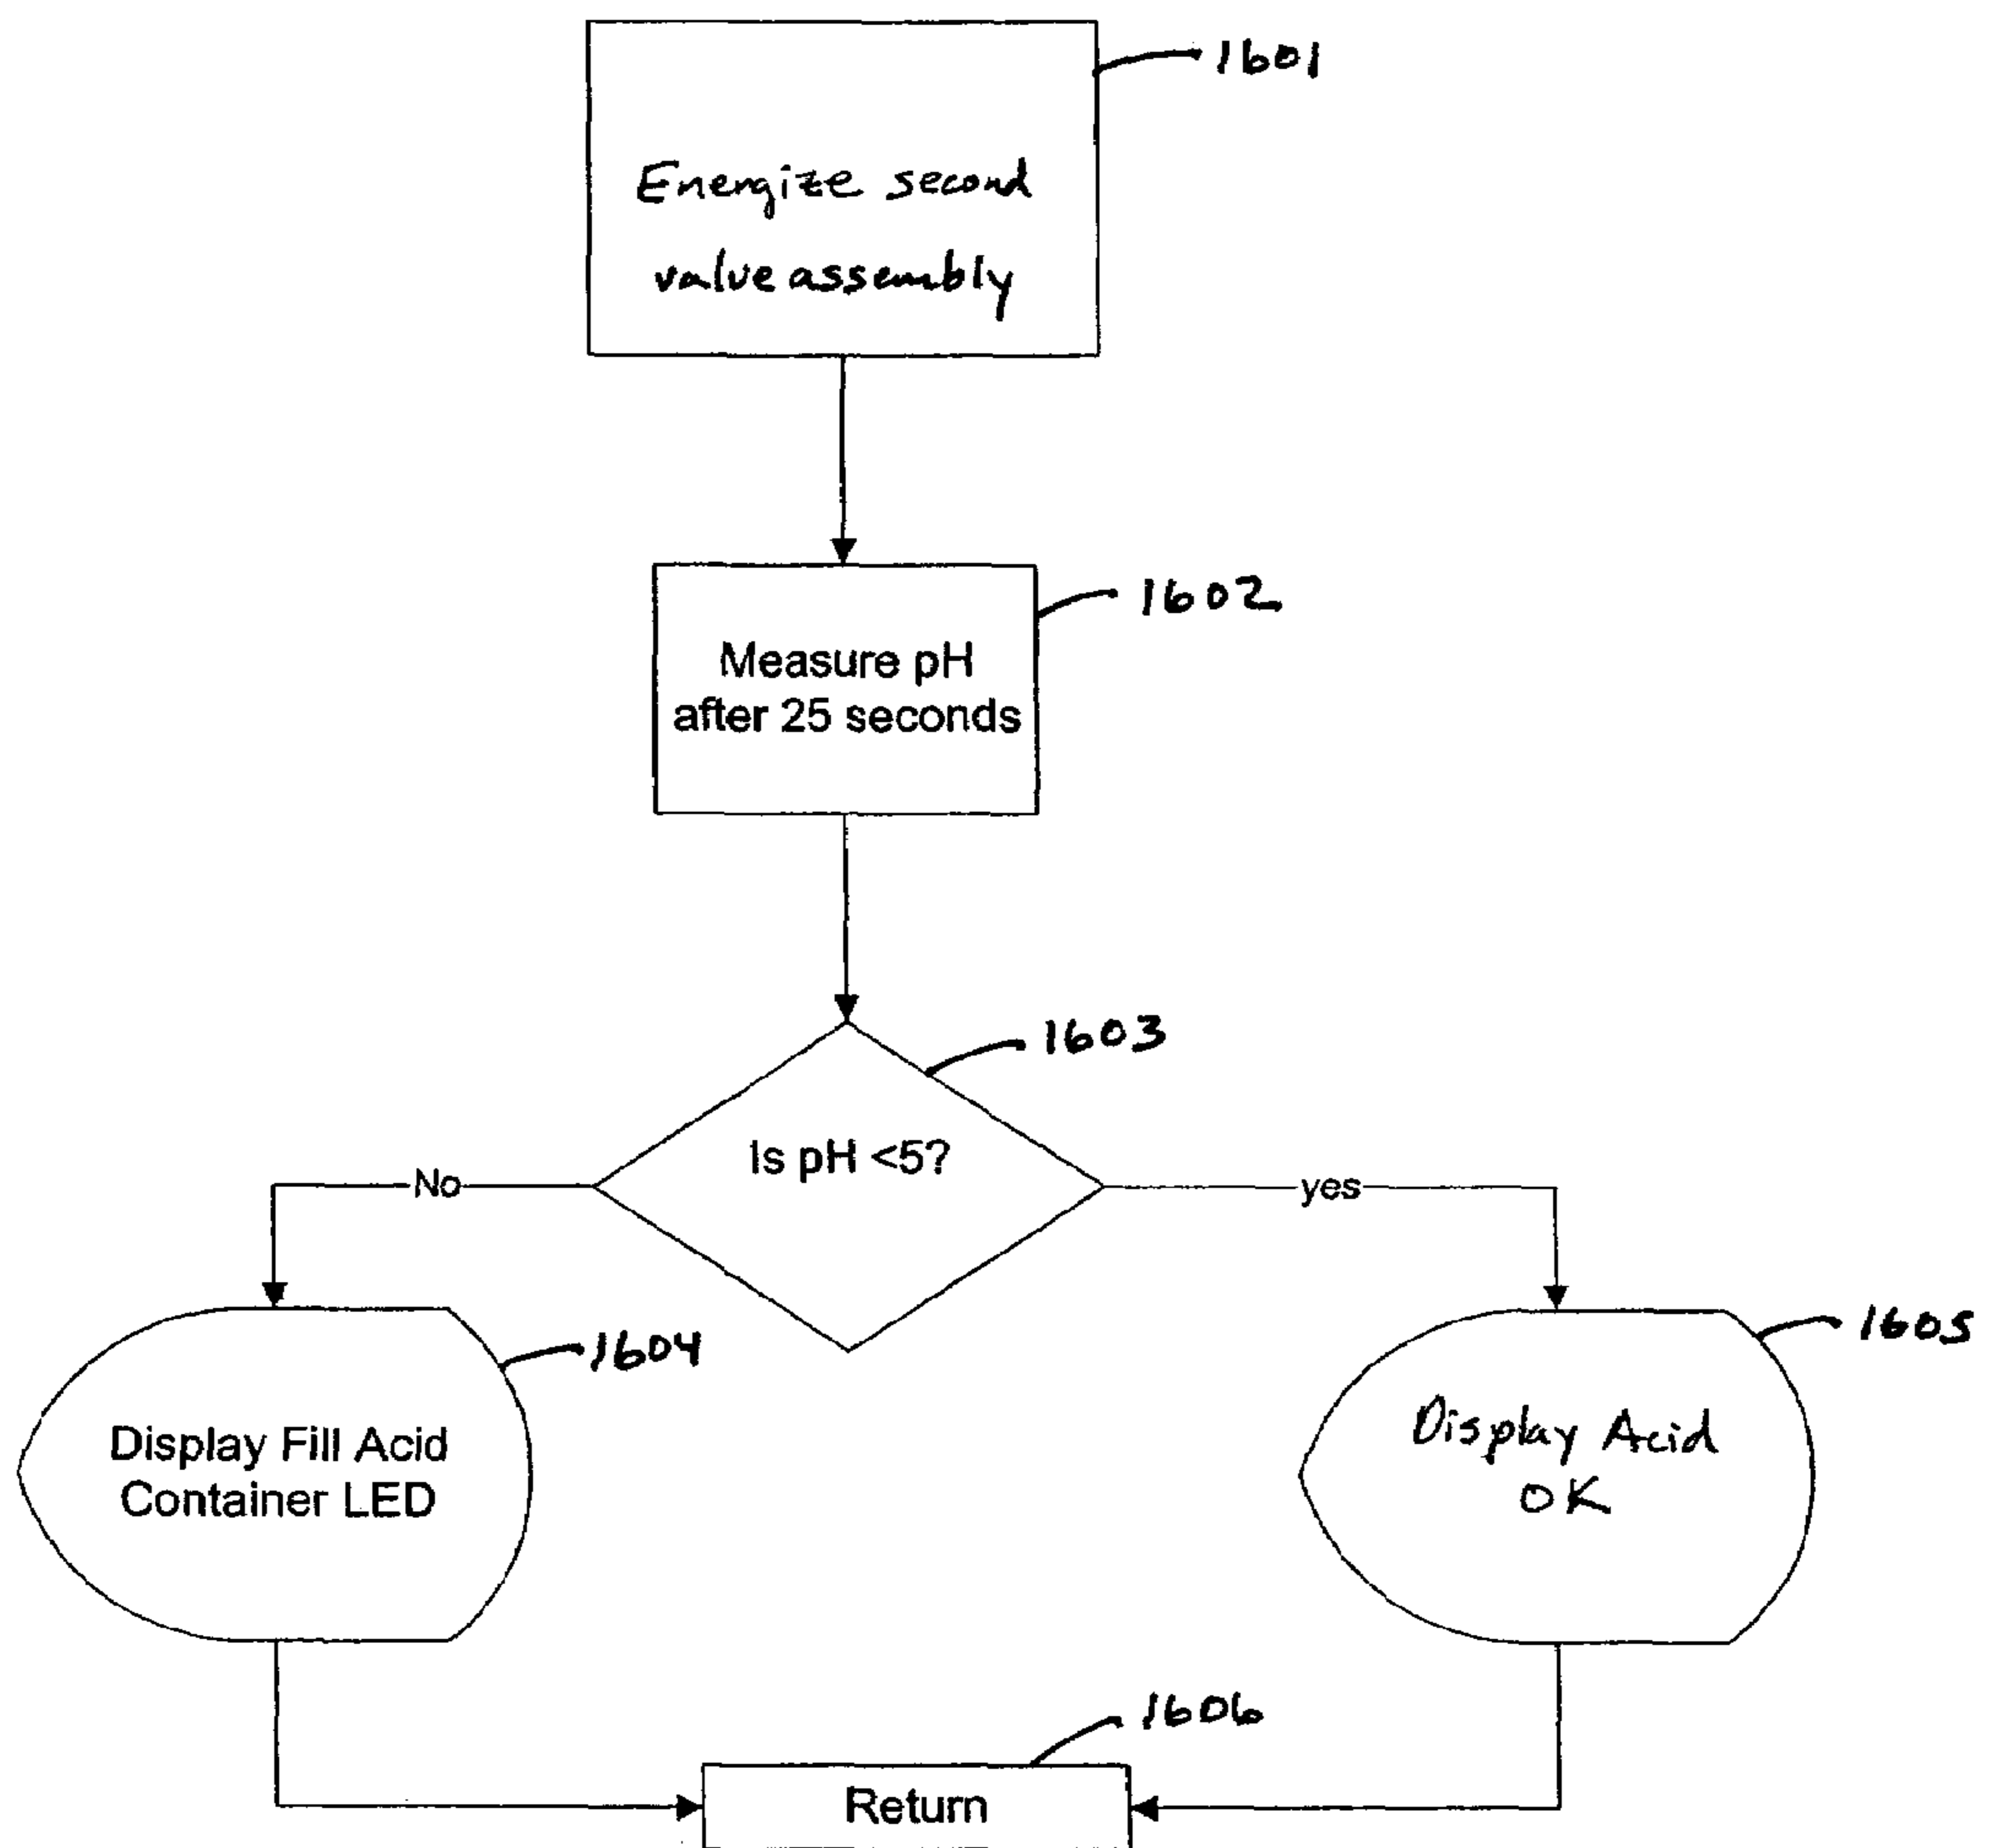 1601
Energize second
valve assembly
1602
Measure pH
after 25 seconds
1603
Is pH <5?
No
yes
1604
Display Fill Acid
Container LED
1605
Display Acid
OK
1606
Return